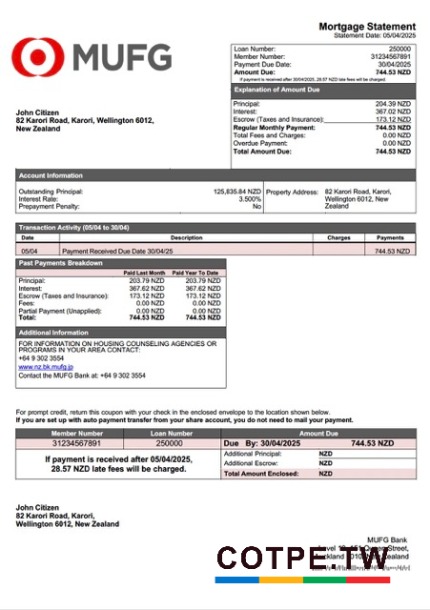 Mortgage Statement
Statement Date: 05/04/2025
MUFG
Loan Number: 250000
Member Number: 31234567891
Payment Due Date: 30/04/2025
Amount Due: 744.53 NZD
If payment is received after 30/04/2025, 28.57 NZD late fees will be charged.
Explanation of Amount Due
Principal: 204.39 NZD
Interest: 367.02 NZD
Escrow (Taxes and Insurance): 173.12 NZD
Regular Monthly Payment: 744.53 NZD
Total Fees and Charges: 0.00 NZD
Overdue Payment: 0.00 NZD
Total Amount Due: 744.53 NZD
John Citizen
82 Karori Road, Karori, Wellington 6012,
New Zealand
Account Information
Outstanding Principal: 125,835.84 NZD
Interest Rate: 3.500%
Prepayment Penalty: No
Property Address: 82 Karori Road, Karori,
Wellington 6012, New
Zealand
Transaction Activity (05/04 to 30/04)
Date Description Charges Payments
05/04 Payment Received Due Date 30/04/25 744.53 NZD
Past Payments Breakdown
Paid Last Month Paid Year To Date
Principal: 203.79 NZD 203.79 NZD
Interest: 367.62 NZD 367.62 NZD
Escrow (Taxes and Insurance): 173.12 NZD 173.12 NZD
Fees: 0.00 NZD 0.00 NZD
Partial Payment (Unapplied): 0.00 NZD 0.00 NZD
Total: 744.53 NZD 744.53 NZD
Additional Information
FOR INFORMATION ON HOUSING COUNSELING AGENCIES OR
PROGRAMS IN YOUR AREA CONTACT:
+64 9 302 3554
www.nz.bk.mufg.jp
Contact the MUFG Bank at: +64 9 302 3554
For prompt credit, return this coupon with your check in the enclosed envelope to the location shown below.
If you are set up with auto payment transfer from your share account, you do not need to mail your payment.
Member Number Loan Number Amount Due
31234567891 250000 Due By: 30/04/2025 744.53 NZD
If payment is received after 05/04/2025,
28.57 NZD late fees will be charged.
Additional Principal: NZD
Additional Escrow: NZD
Total Amount Enclosed: NZD
John Citizen
82 Karori Road, Karori,
Wellington 6012, New Zealand
MUFG Bank
Street,
COTPE.TW